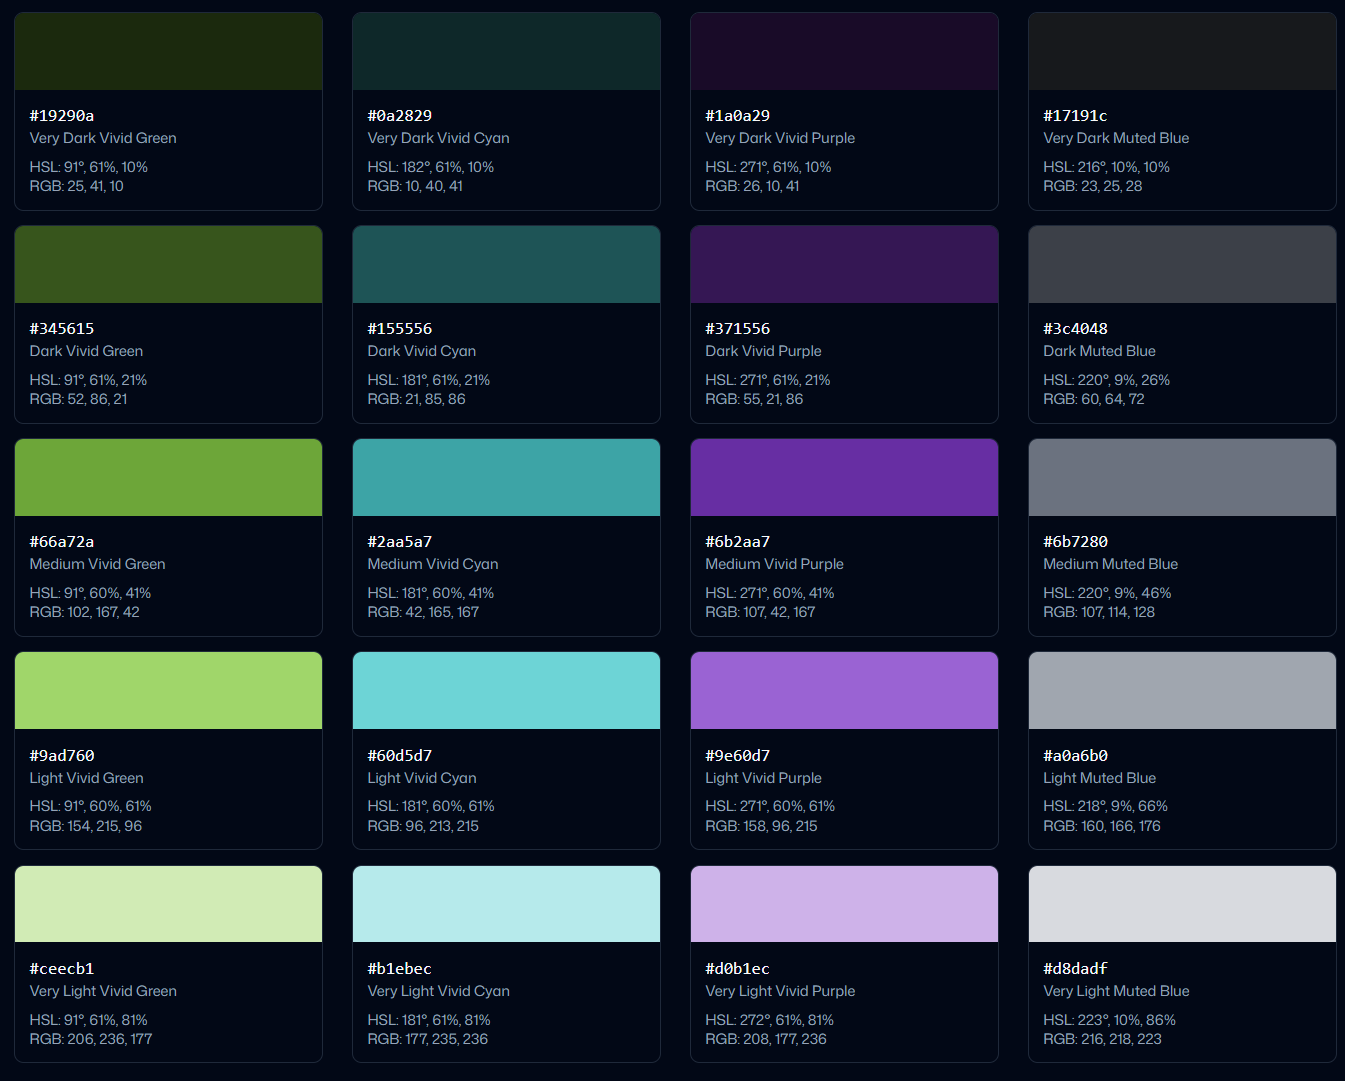 #19290a
Very Dark Vivid Green
HSL: 91°, 61%, 10%
RGB: 25, 41, 10
#0a2829
Very Dark Vivid Cyan
HSL: 182°, 61%, 10%
RGB: 10, 40, 41
#1a0a29
Very Dark Vivid Purple
HSL: 271°, 61%, 10%
RGB: 26, 10, 41
#17191c
Very Dark Muted Blue
HSL: 216°, 10%, 10%
RGB: 23, 25, 28
#345615
Dark Vivid Green
HSL: 91°, 61%, 21%
RGB: 52, 86, 21
#155556
Dark Vivid Cyan
HSL: 181°, 61%, 21%
RGB: 21, 85, 86
#371556
Dark Vivid Purple
HSL: 271°, 61%, 21%
RGB: 55, 21, 86
#3c4048
Dark Muted Blue
HSL: 220°, 9%, 26%
RGB: 60, 64, 72
#66a72a
Medium Vivid Green
HSL: 91°, 60%, 41%
RGB: 102, 167, 42
#2aa5a7
Medium Vivid Cyan
HSL: 181°, 60%, 41%
RGB: 42, 165, 167
#6b2aa7
Medium Vivid Purple
HSL: 271°, 60%, 41%
RGB: 107, 42, 167
#6b7280
Medium Muted Blue
HSL: 220°, 9%, 46%
RGB: 107, 114, 128
#9ad760
Light Vivid Green
HSL: 91°, 60%, 61%
RGB: 154, 215, 96
#60d5d7
Light Vivid Cyan
HSL: 181°, 60%, 61%
RGB: 96, 213, 215
#9e60d7
Light Vivid Purple
HSL: 271°, 60%, 61%
RGB: 158, 96, 215
#a0a6b0
Light Muted Blue
HSL: 218°, 9%, 66%
RGB: 160, 166, 176
#ceecb1
Very Light Vivid Green
HSL: 91°, 61%, 81%
RGB: 206, 236, 177
#b1ebec
Very Light Vivid Cyan
HSL: 181°, 61%, 81%
RGB: 177, 235, 236
#d0b1ec
Very Light Vivid Purple
HSL: 272°, 61%, 81%
RGB: 208, 177, 236
#d8dadf
Very Light Muted Blue
HSL: 223°, 10%, 86%
RGB: 216, 218, 223